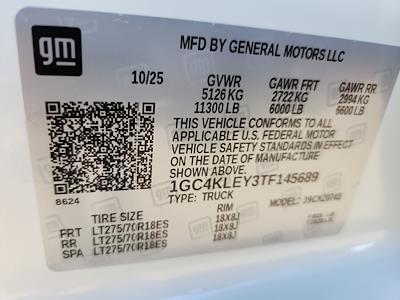 gm
MFD BY GENERAL MOTORS LLC
10/25 GVWR GAWR FRT GAWR RR
5126 KG 2722 KG 2994 KG
11300 LB 6000 LB 6600 LB
THIS VEHICLE CONFORMS TO ALL
APPLICABLE U.S. FEDERAL MOTOR
VEHICLE SAFETY STANDARDS IN
EFFECT ON THE DATE OF MANUFACTURE
SHOWN ABOVE.
8624
1GC4KLEY3TF145689
TYPE: TRUCK MODEL:
TIRE SIZE RIM
FRT LT275/70R18ES 18X8J
RR LT275/70R18ES 18X8J
SPA LT275/70R18ES 18X8J